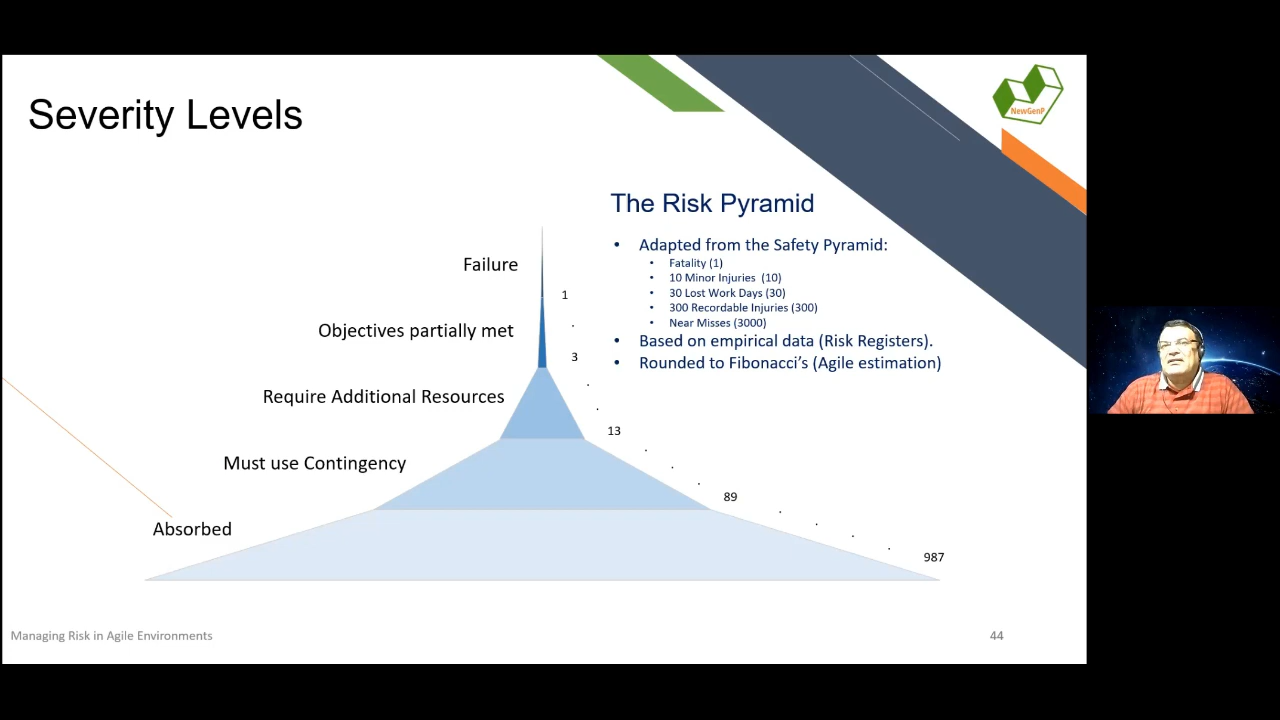 Severity Levels
NewGenP
The Risk Pyramid
• Adapted from the Safety Pyramid:
• Fatality (1)
• 10 Minor Injuries (10)
• 30 Lost Work Days (30)
• 300 Recordable Injuries (300)
• Near Misses (3000)
• Based on empirical data (Risk Registers).
• Rounded to Fibonacci's (Agile estimation)
Failure
1
Objectives partially met
3
Require Additional Resources
13
Must use Contingency
89
Absorbed
987
Managing Risk in Agile Environments
44